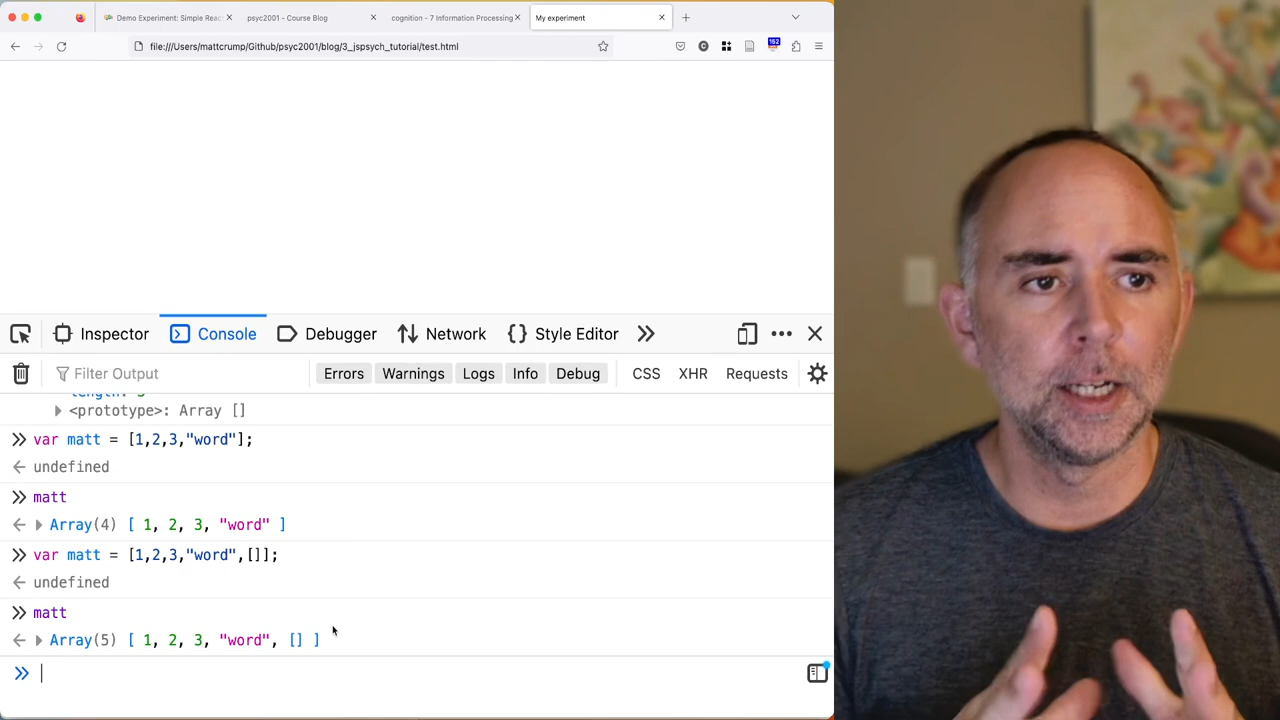 Demo Experiment: Simple Reac
psyc2001 - Course Blog
cognition - 7 Information Processing
My experiment
file:///Users/mattcrump/Github/psyc2001/blog/3_jspsych_tutorial/test.html
152
Inspector
Console
Debugger
Network
Style Editor
Filter Output
Errors
Warnings
Logs
Info
Debug
CSS
XHR
Requests
<prototype>: Array []
var matt = [1,2,3,"word"];
undefined
matt
Array(4) [ 1, 2, 3, "word" ]
var matt = [1,2,3,"word",[]];
undefined
matt
Array(5) [ 1, 2, 3, "word", [] ]